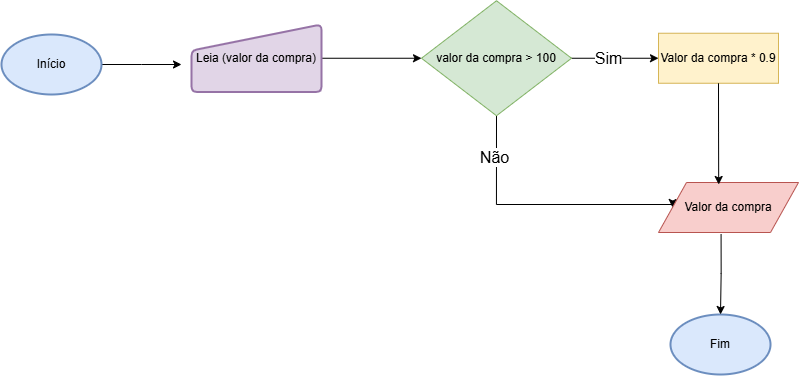 Início
Leia (valor da compra)
valor da compra > 100
Sim
Valor da compra * 0.9
Não
Valor da compra
Fim